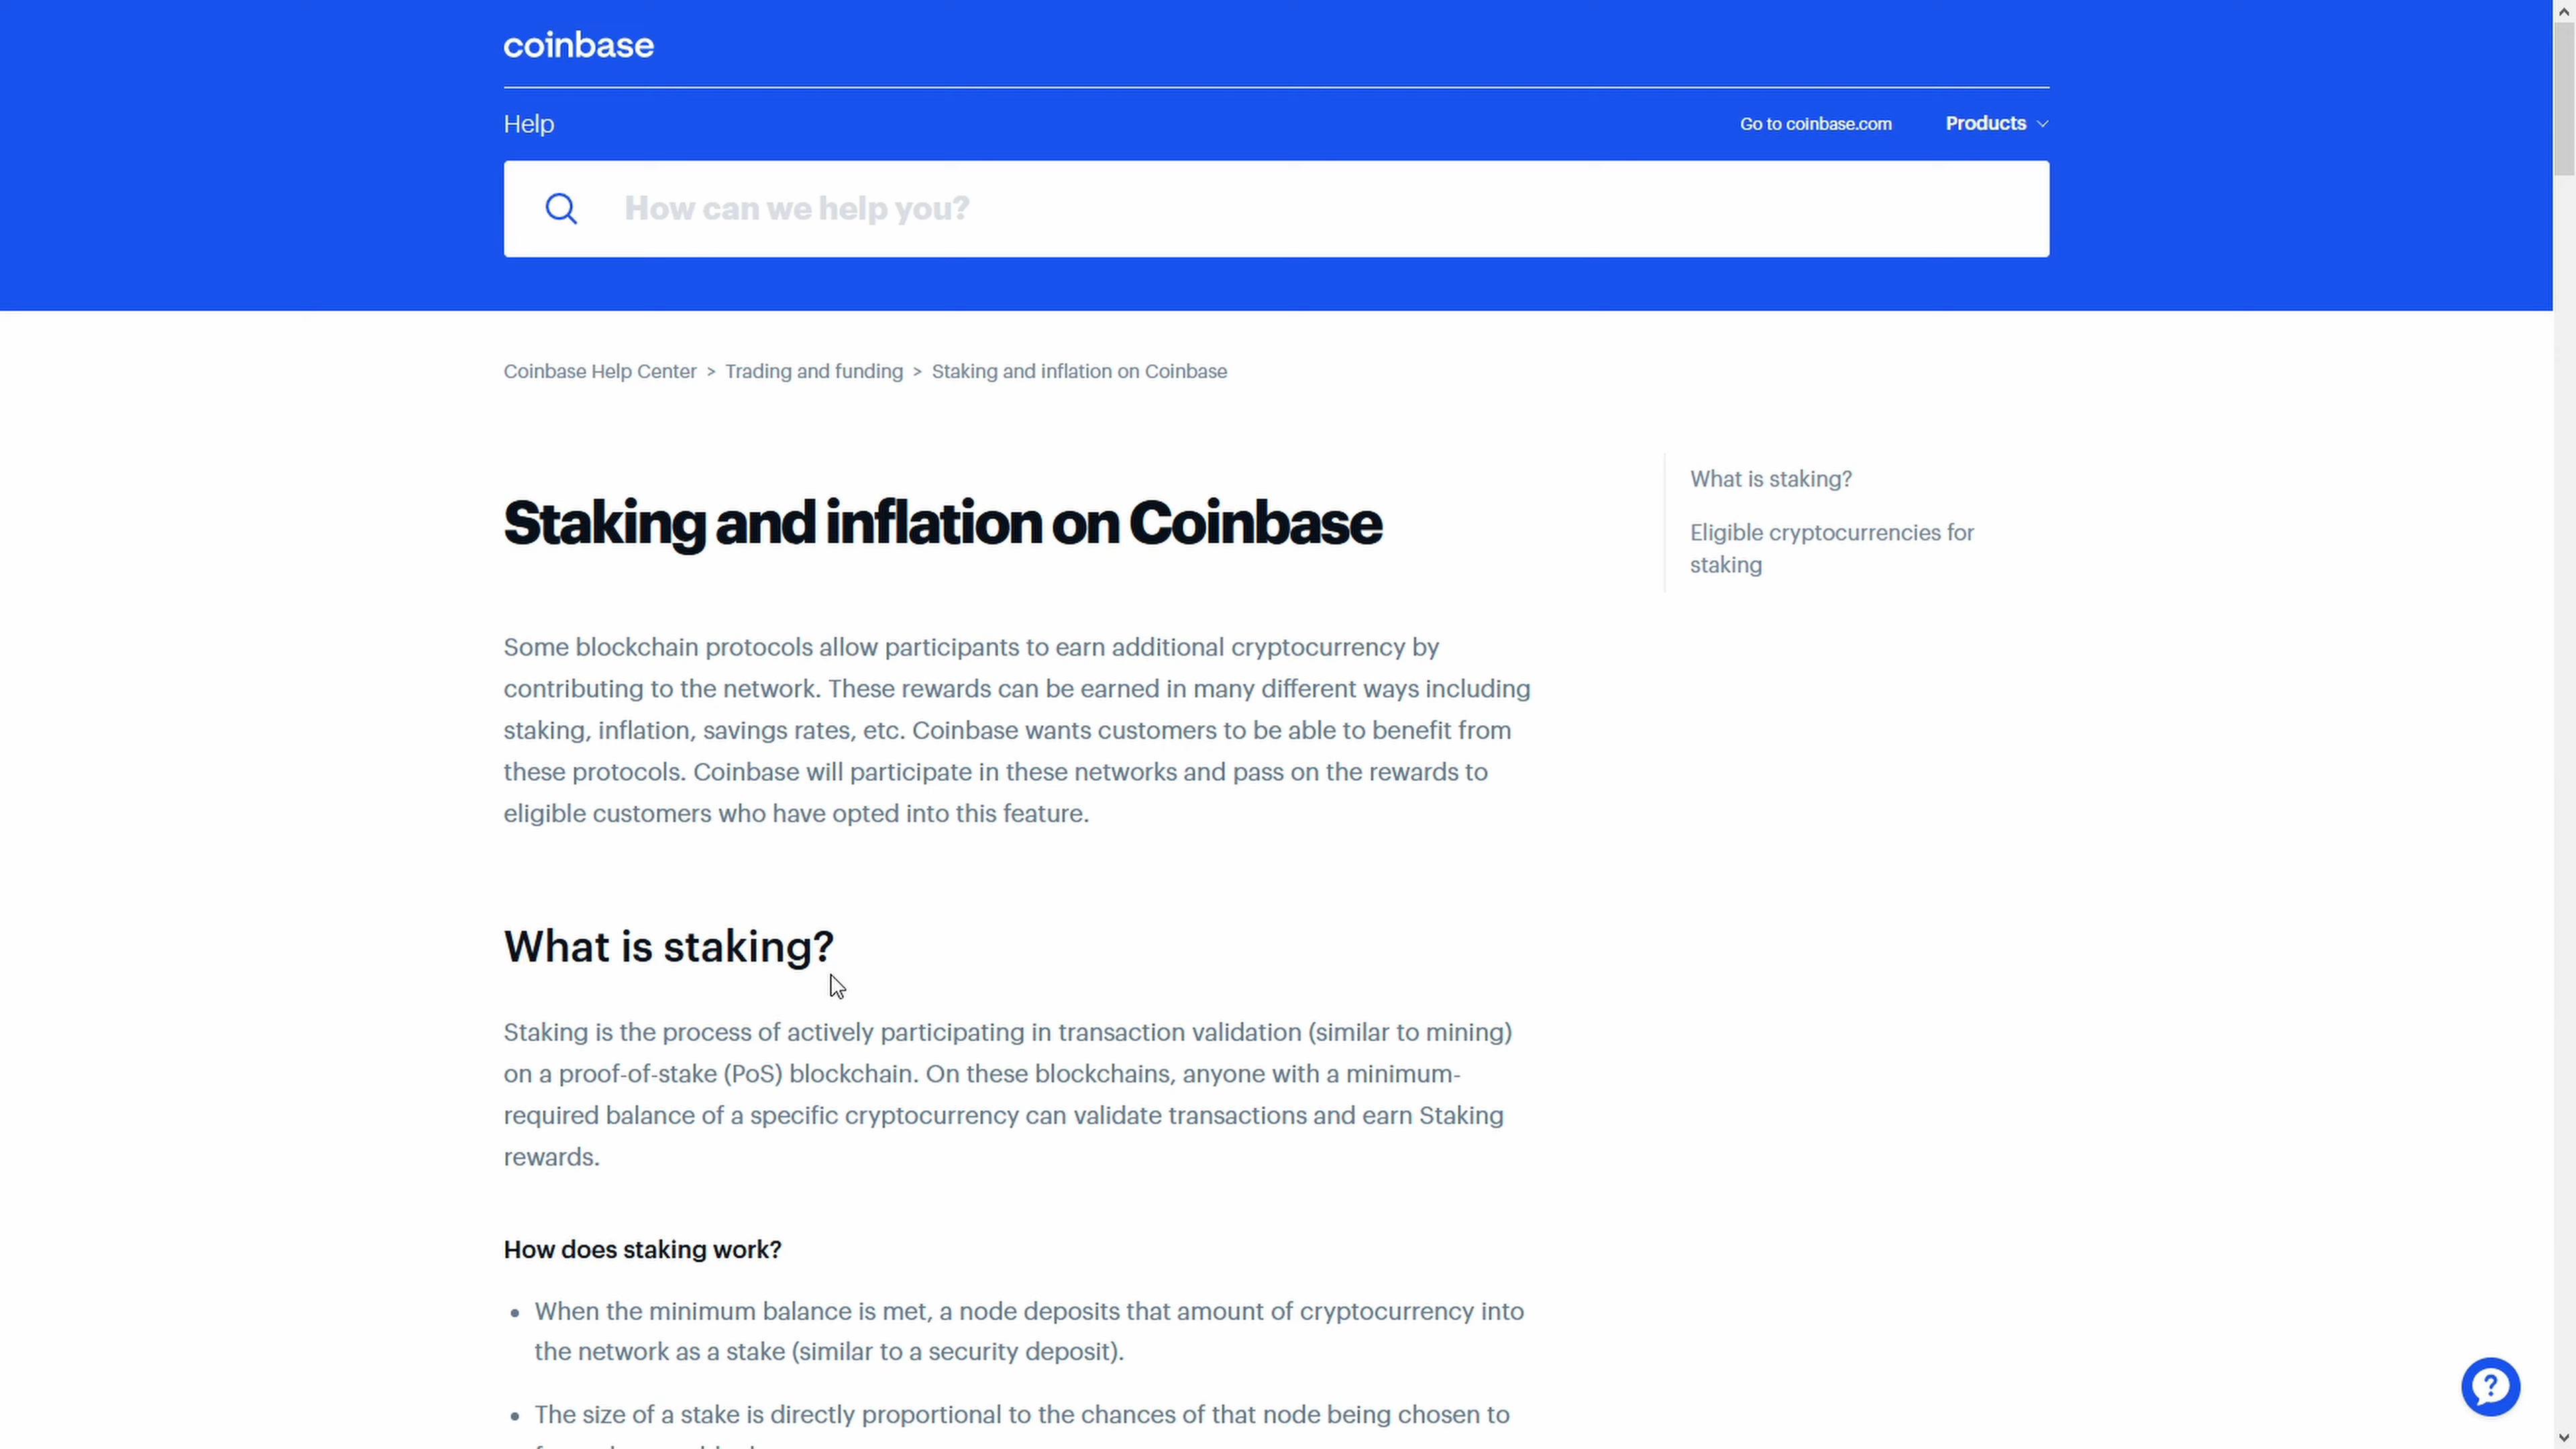 coinbase
Help
Go to coinbase.com
Products
How can we help you?
Coinbase Help Center > Trading and funding > Staking and inflation on Coinbase
Staking and inflation on Coinbase
What is staking?
Eligible cryptocurrencies for
staking
Some blockchain protocols allow participants to earn additional cryptocurrency by
contributing to the network. These rewards can be earned in many different ways including
staking, inflation, savings rates, etc. Coinbase wants customers to be able to benefit from
these protocols. Coinbase will participate in these networks and pass on the rewards to
eligible customers who have opted into this feature.
What is staking?
Staking is the process of actively participating in transaction validation (similar to mining)
on a proof-of-stake (PoS) blockchain. On these blockchains, anyone with a minimum-
required balance of a specific cryptocurrency can validate transactions and earn Staking
rewards.
How does staking work?
• When the minimum balance is met, a node deposits that amount of cryptocurrency into
the network as a stake (similar to a security deposit).
• The size of a stake is directly proportional to the chances of that node being chosen to